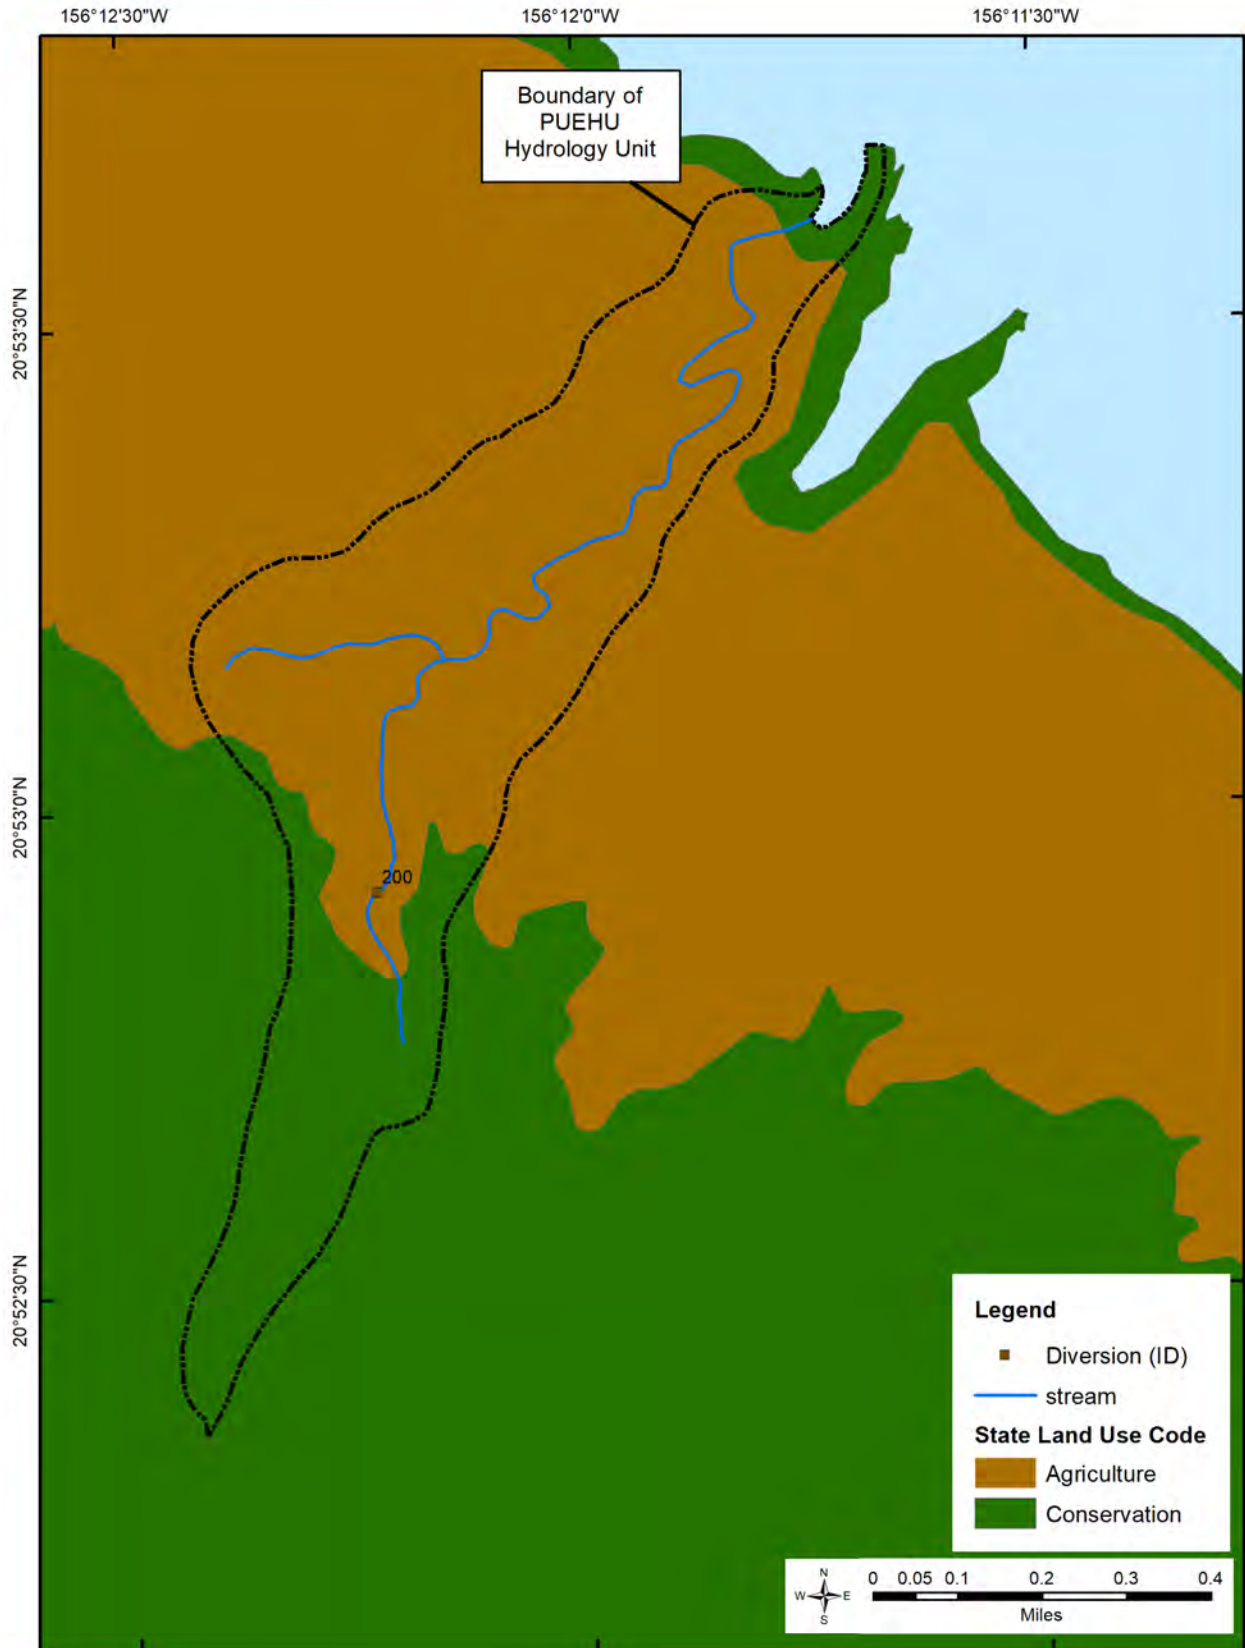 156°12'30"W
156°12'0"W
156°11'30"W
Boundary of
PUEHU
Hydrology Unit
20°53'30"N
20°53'0"N
200
20°52'30"N
Legend
Diversion (ID)
stream
State Land Use Code
Agriculture
Conservation
N
W E
S
0 0.05 0.1 0.2 0.3 0.4
Miles